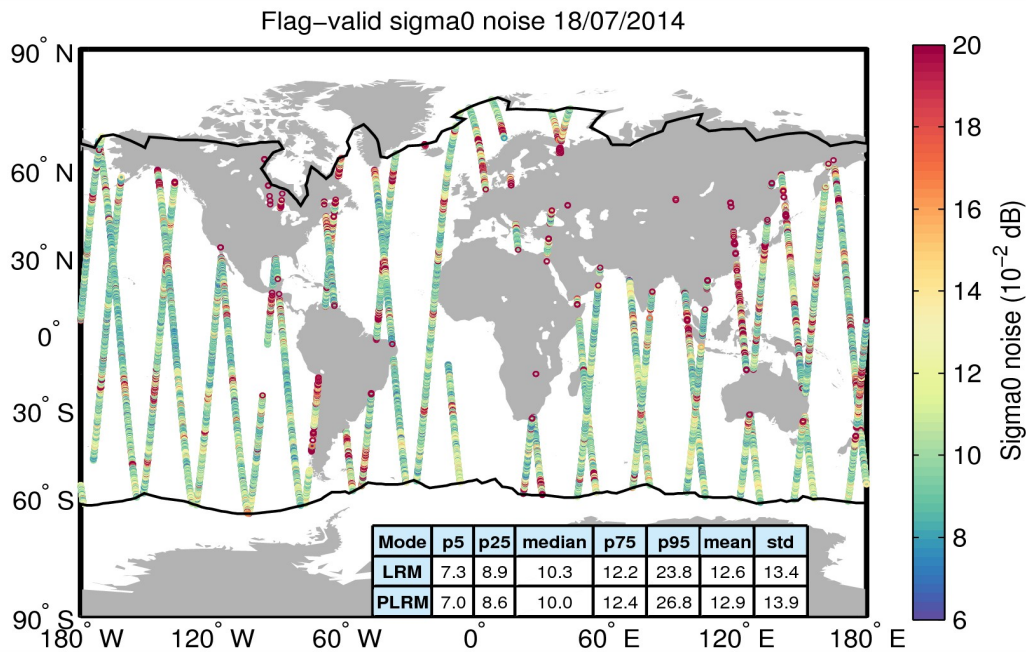 Flag−valid sigma0 noise 18/07/2014
90° N
60° N
30° N
0°
30° S
60° S
90° S
180° W
120° W
60° W
0°
60° E
120° E
180° E
Mode p5 p25 median p75 p95 mean std
LRM 7.3 8.9 10.3 12.2 23.8 12.6 13.4
PLRM 7.0 8.6 10.0 12.4 26.8 12.9 13.9
20
18
16
14
12
10
8
6
Sigma0 noise (10⁻² dB)